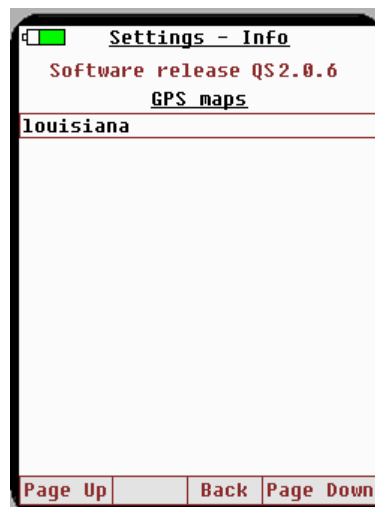 Settings - Info
Software release QS2.0.6
GPS maps
louisiana
Page Up Back Page Down